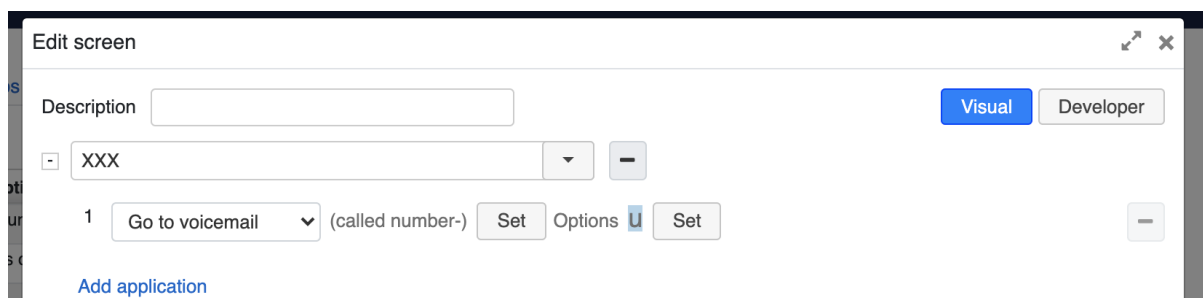 Edit screen
Description
Visual Developer
- XXX
1 Go to voicemail (called number-) Set Options u Set
Add application